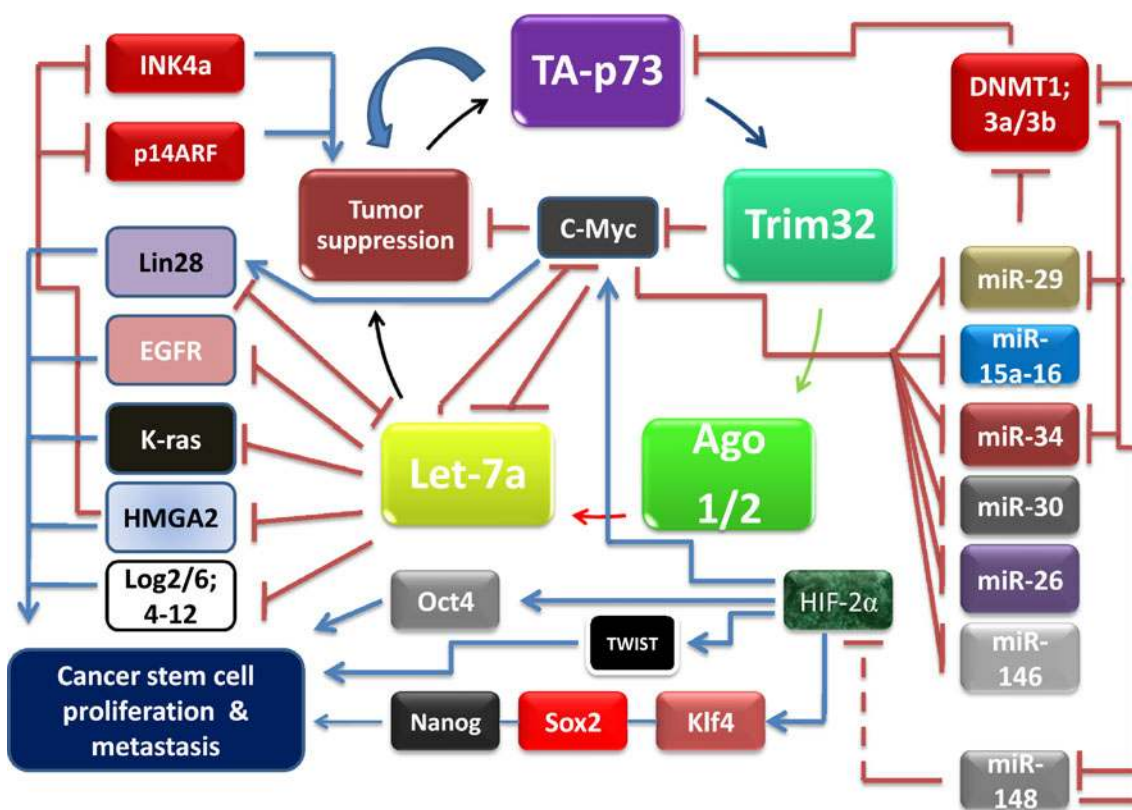 INK4a
p14ARF
TA-p73
DNMT1;
3a/3b
Tumor
suppression
C-Myc
Trim32
Lin28
EGFR
K-ras
HMGA2
Log2/6;
4-12
Let-7a
Ago
1/2
miR-29
miR-
15a-16
miR-34
miR-30
miR-26
miR-
146
miR-
148
Oct4
HIF-2α
TWIST
Nanog
Sox2
Klf4
Cancer stem cell
proliferation &
metastasis